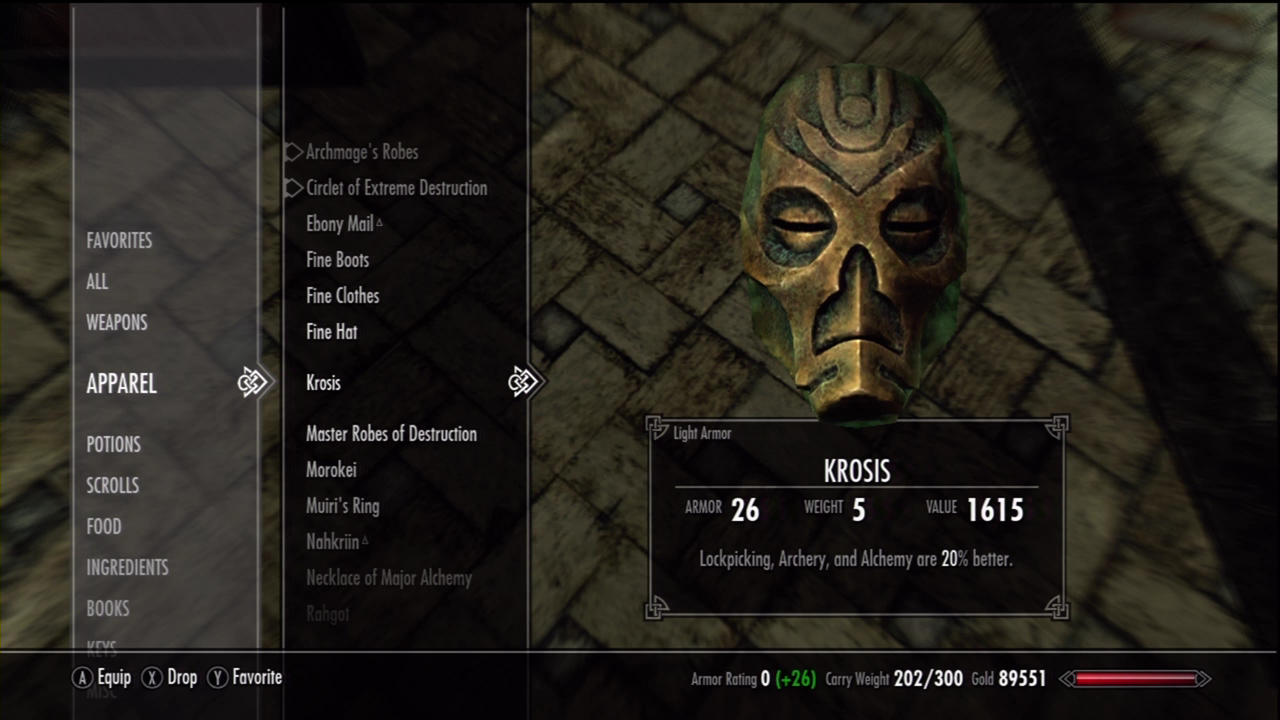 FAVORITES
ALL
WEAPONS
APPAREL
POTIONS
SCROLLS
FOOD
INGREDIENTS
BOOKS
KEYS
MISC
Archmage's Robes
Circlet of Extreme Destruction
Ebony Mail
Fine Boots
Fine Clothes
Fine Hat
Krosis
Master Robes of Destruction
Morokei
Muiri's Ring
Nahkriin
Necklace of Major Alchemy
Rahgot
Light Armor
KROSIS
ARMOR 26 WEIGHT 5 VALUE 1615
Lockpicking, Archery, and Alchemy are 20% better.
A Equip X Drop Y Favorite
Armor Rating 0 (+26) Carry Weight 202/300 Gold 89551